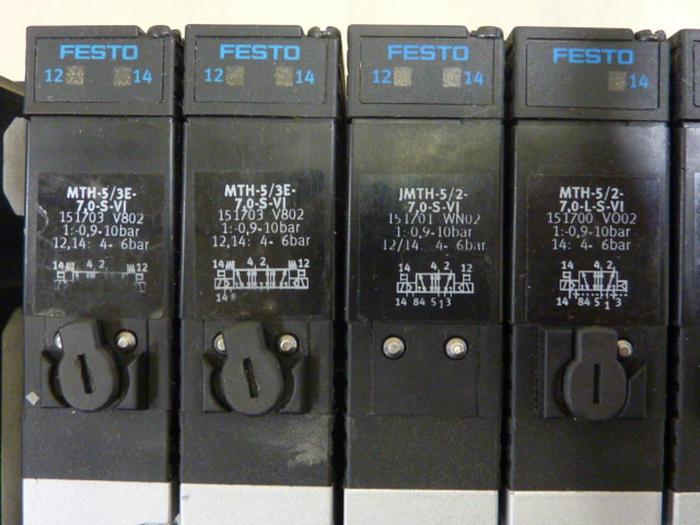 FESTO
12 14
MTH-5/3E-
7,0-S-VI
151703 V802
1:-0,9-10bar
12,14: 4- 6bar
14 4 2 12
FESTO
12 14
MTH-5/3E-
7,0-S-VI
151703 V802
1:-0,9-10bar
12,14: 4- 6bar
14 4 2 12
14
FESTO
12 14
JMTH-5/2-
7,0-S-VI
151701 WN02
1:-0,9-10bar
12/14: 4- 6bar
14 4 2 12
14 84 5 1 3
FESTO
14
MTH-5/2-
7,0-L-S-VI
151700 VO02
1:-0,9-10bar
14: 4- 6bar
14 4 2
14 84 5 1 3